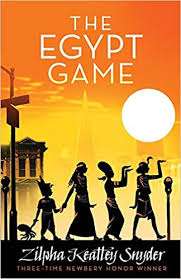 THE
EGYPT
GAME
Zilpha Keatley Snyder
THREE-TIME NEWBERY HONOR WINNER